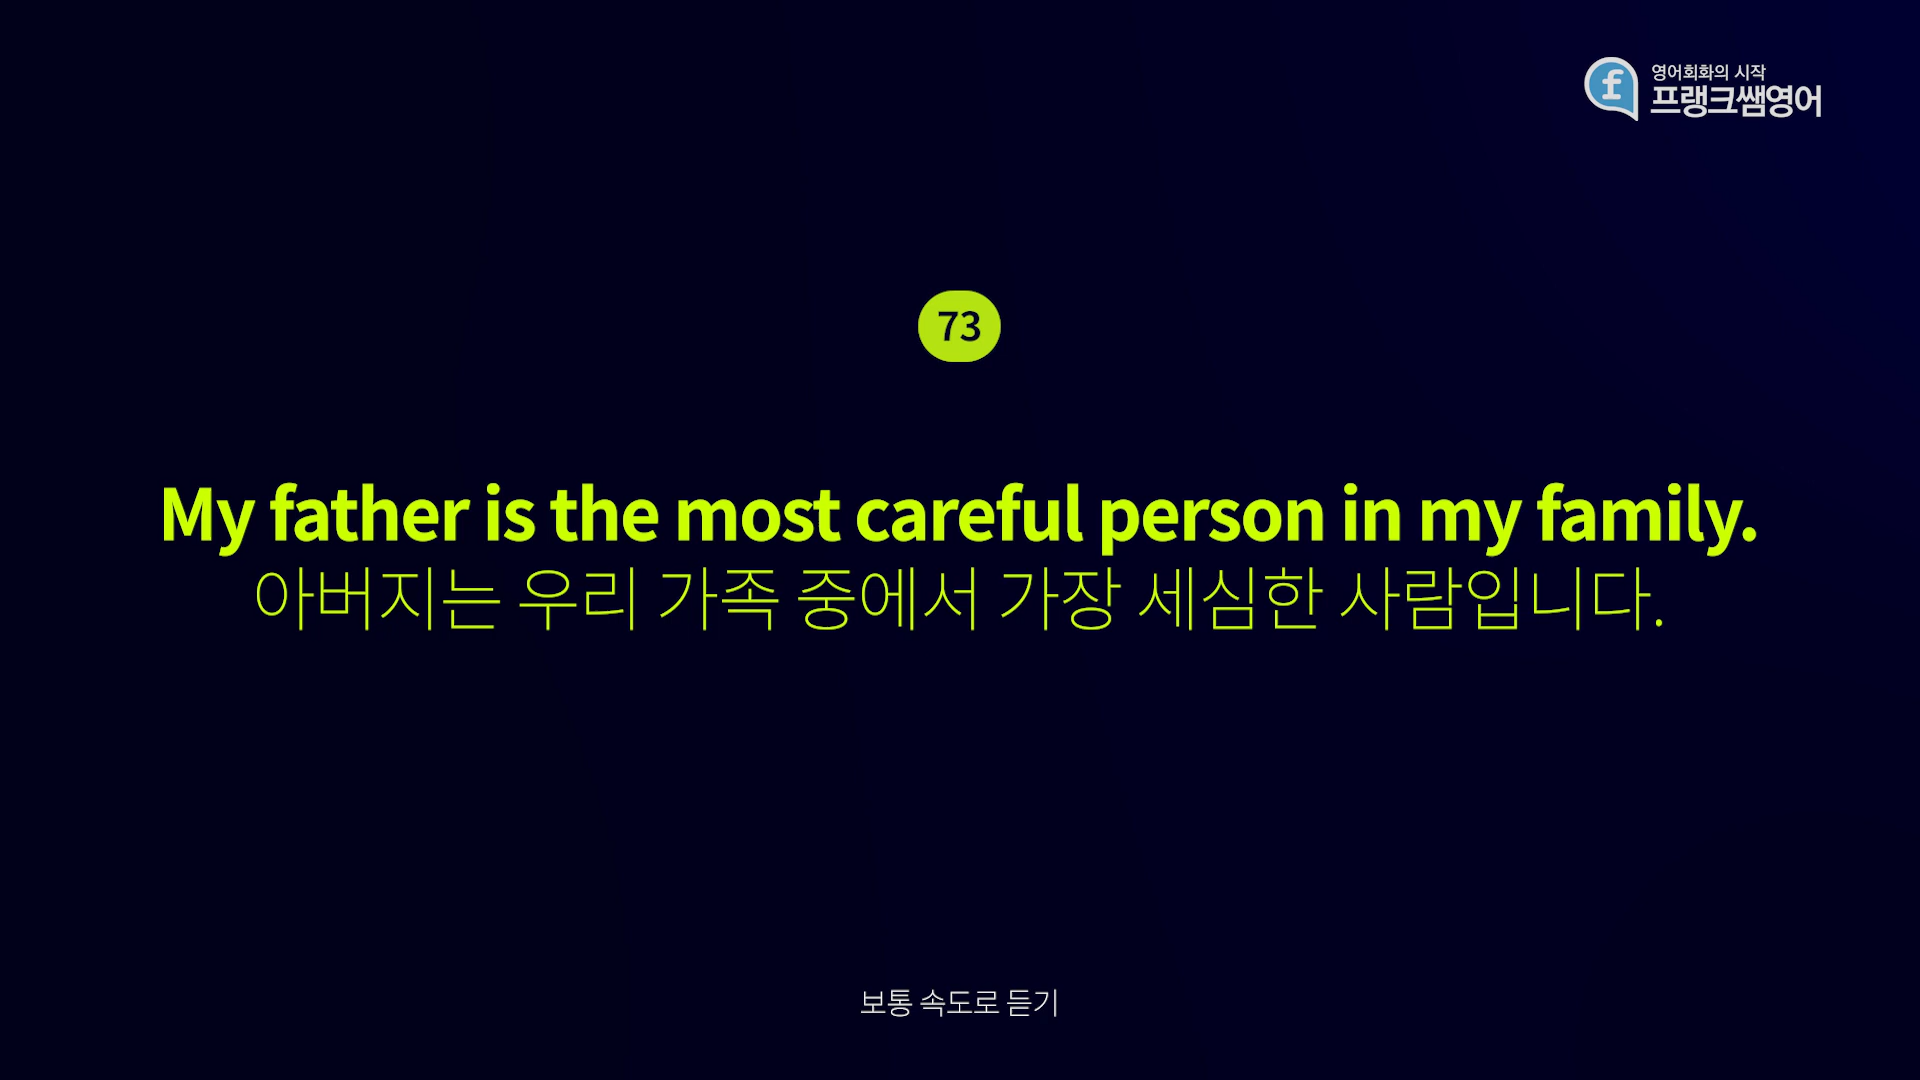 영어회화의 시작
프랭크쌤영어
73
My father is the most careful person in my family.
아버지는 우리 가족 중에서 가장 세심한 사람입니다.
보통 속도로 듣기